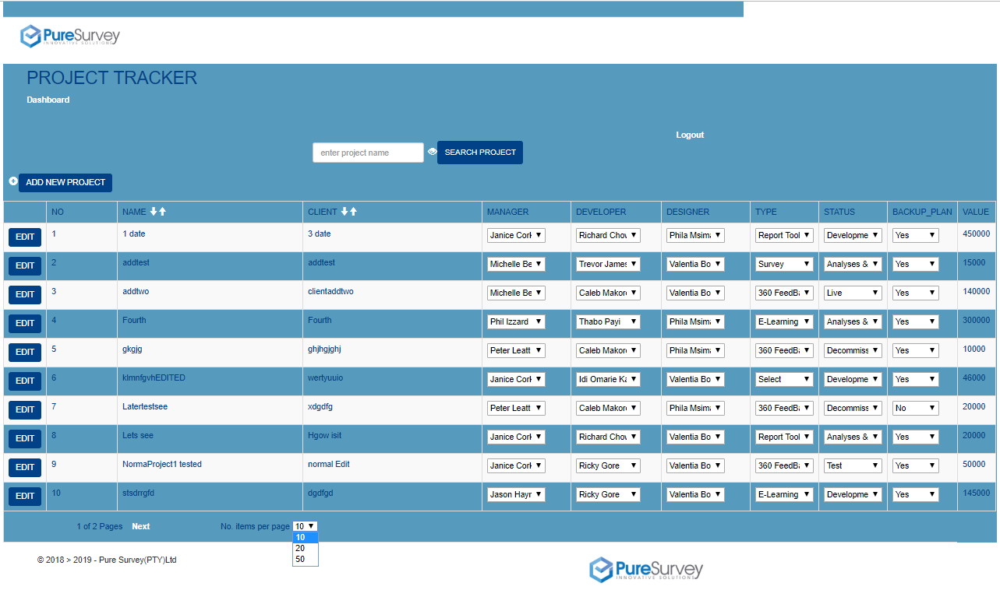 PureSurvey
INNOVATIVE SOLUTIONS
PROJECT TRACKER
Dashboard
Logout
enter project name SEARCH PROJECT
ADD NEW PROJECT
NO NAME CLIENT MANAGER DEVELOPER DESIGNER TYPE STATUS BACKUP_PLAN VALUE
EDIT 1 1 date 3 date Janice Cork Richard Chow Phila Msima Report Tool Developme Yes 450000
EDIT 2 addtest addtest Michelle Be Trevor James Valentia Bo Survey Analyses & Yes 15000
EDIT 3 addtwo clientaddtwo Michelle Be Caleb Makoro Valentia Bo 360 FeedBa Live Yes 140000
EDIT 4 Fourth Fourth Phil Izzard Thabo Payi Phila Msima E-Learning Analyses & Yes 300000
EDIT 5 gkgjg ghjhgjghj Peter Leatt Caleb Makoro Phila Msima 360 FeedBa Decommiss Yes 10000
EDIT 6 klmnfgvhEDITED wertyuuio Janice Cork Idi Omarie Ka Valentia Bo Select Developme Yes 46000
EDIT 7 Latertestsee xdgdfg Peter Leatt Caleb Makoro Phila Msima 360 FeedBa Decommiss No 20000
EDIT 8 Lets see Hgow isit Janice Cork Richard Chow Valentia Bo Report Tool Analyses & Yes 20000
EDIT 9 NormaProject1 tested normal Edit Janice Cork Ricky Gore Valentia Bo 360 FeedBa Test Yes 50000
EDIT 10 stsdrrgfd dgdfgd Jason Hayr Ricky Gore Valentia Bo E-Learning Developme Yes 145000
1 of 2 Pages Next No. items per page 10
10
20
50
© 2018 > 2019 - Pure Survey(PTY)Ltd
PureSurvey
INNOVATIVE SOLUTIONS